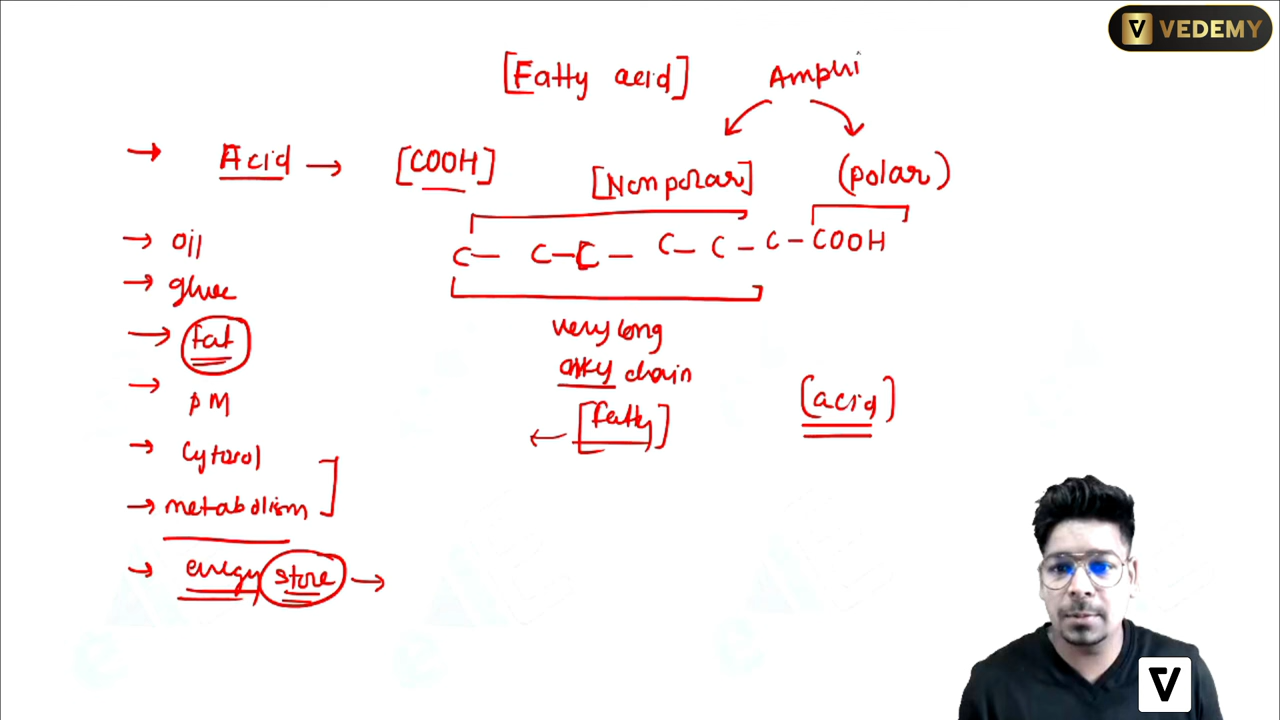 VEDEMY
[Fatty acid]
Amphi
→ Acid → [COOH]
[Nonpolar]
(polar)
C– C–C – C– C – C – COOH
→ oil
→
→ fat
→ PM
→ Cytosol
→ metabolism
→ energy store →
very long
alky chain
← [fatty]
(acid)